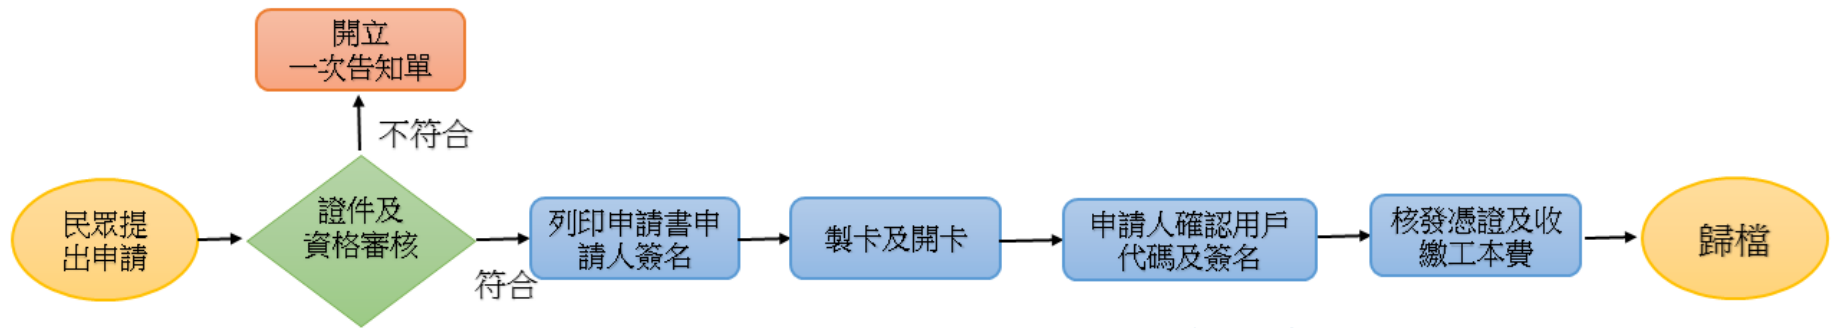 開立
一次告知單
不符合
民眾提
出申請
證件及
資格審核
符合
列印申請書申
請人簽名
製卡及開卡
申請人確認用戶
代碼及簽名
核發憑證及收
繳工本費
歸檔